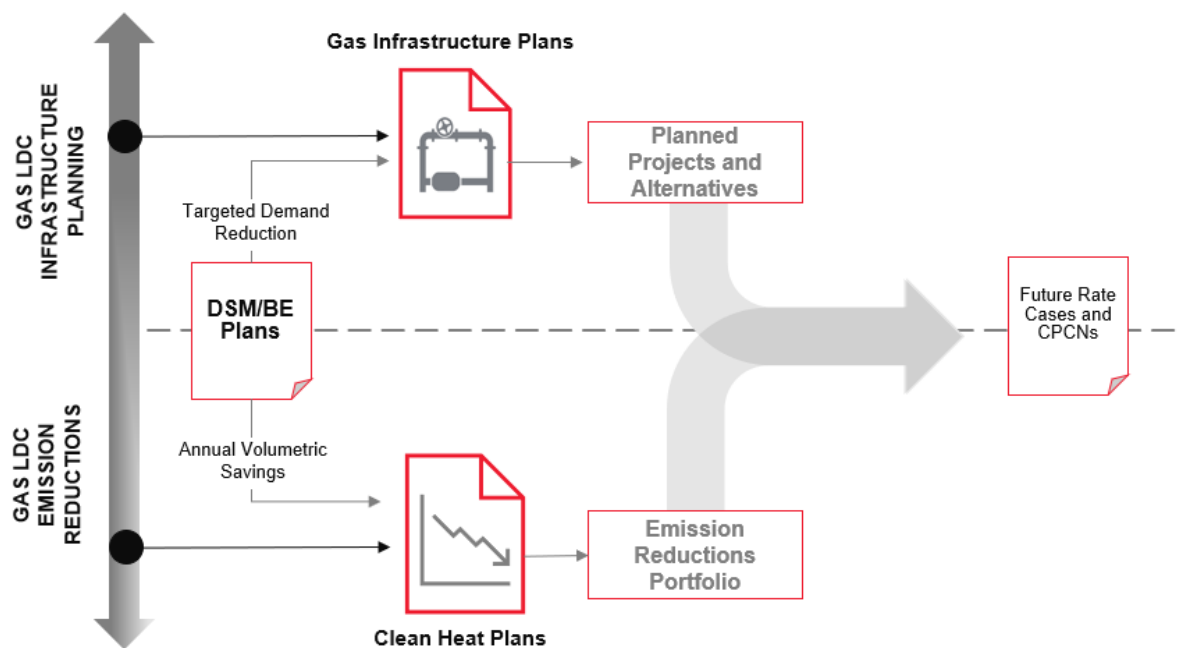 Gas Infrastructure Plans
GAS LDC
INFRASTRUCTURE
PLANNING
Planned
Projects and
Alternatives
Targeted Demand
Reduction
DSM/BE
Plans
Future Rate
Cases and
CPCNs
GAS LDC
EMISSION
REDUCTIONS
Annual Volumetric
Savings
Emission
Reductions
Portfolio
Clean Heat Plans